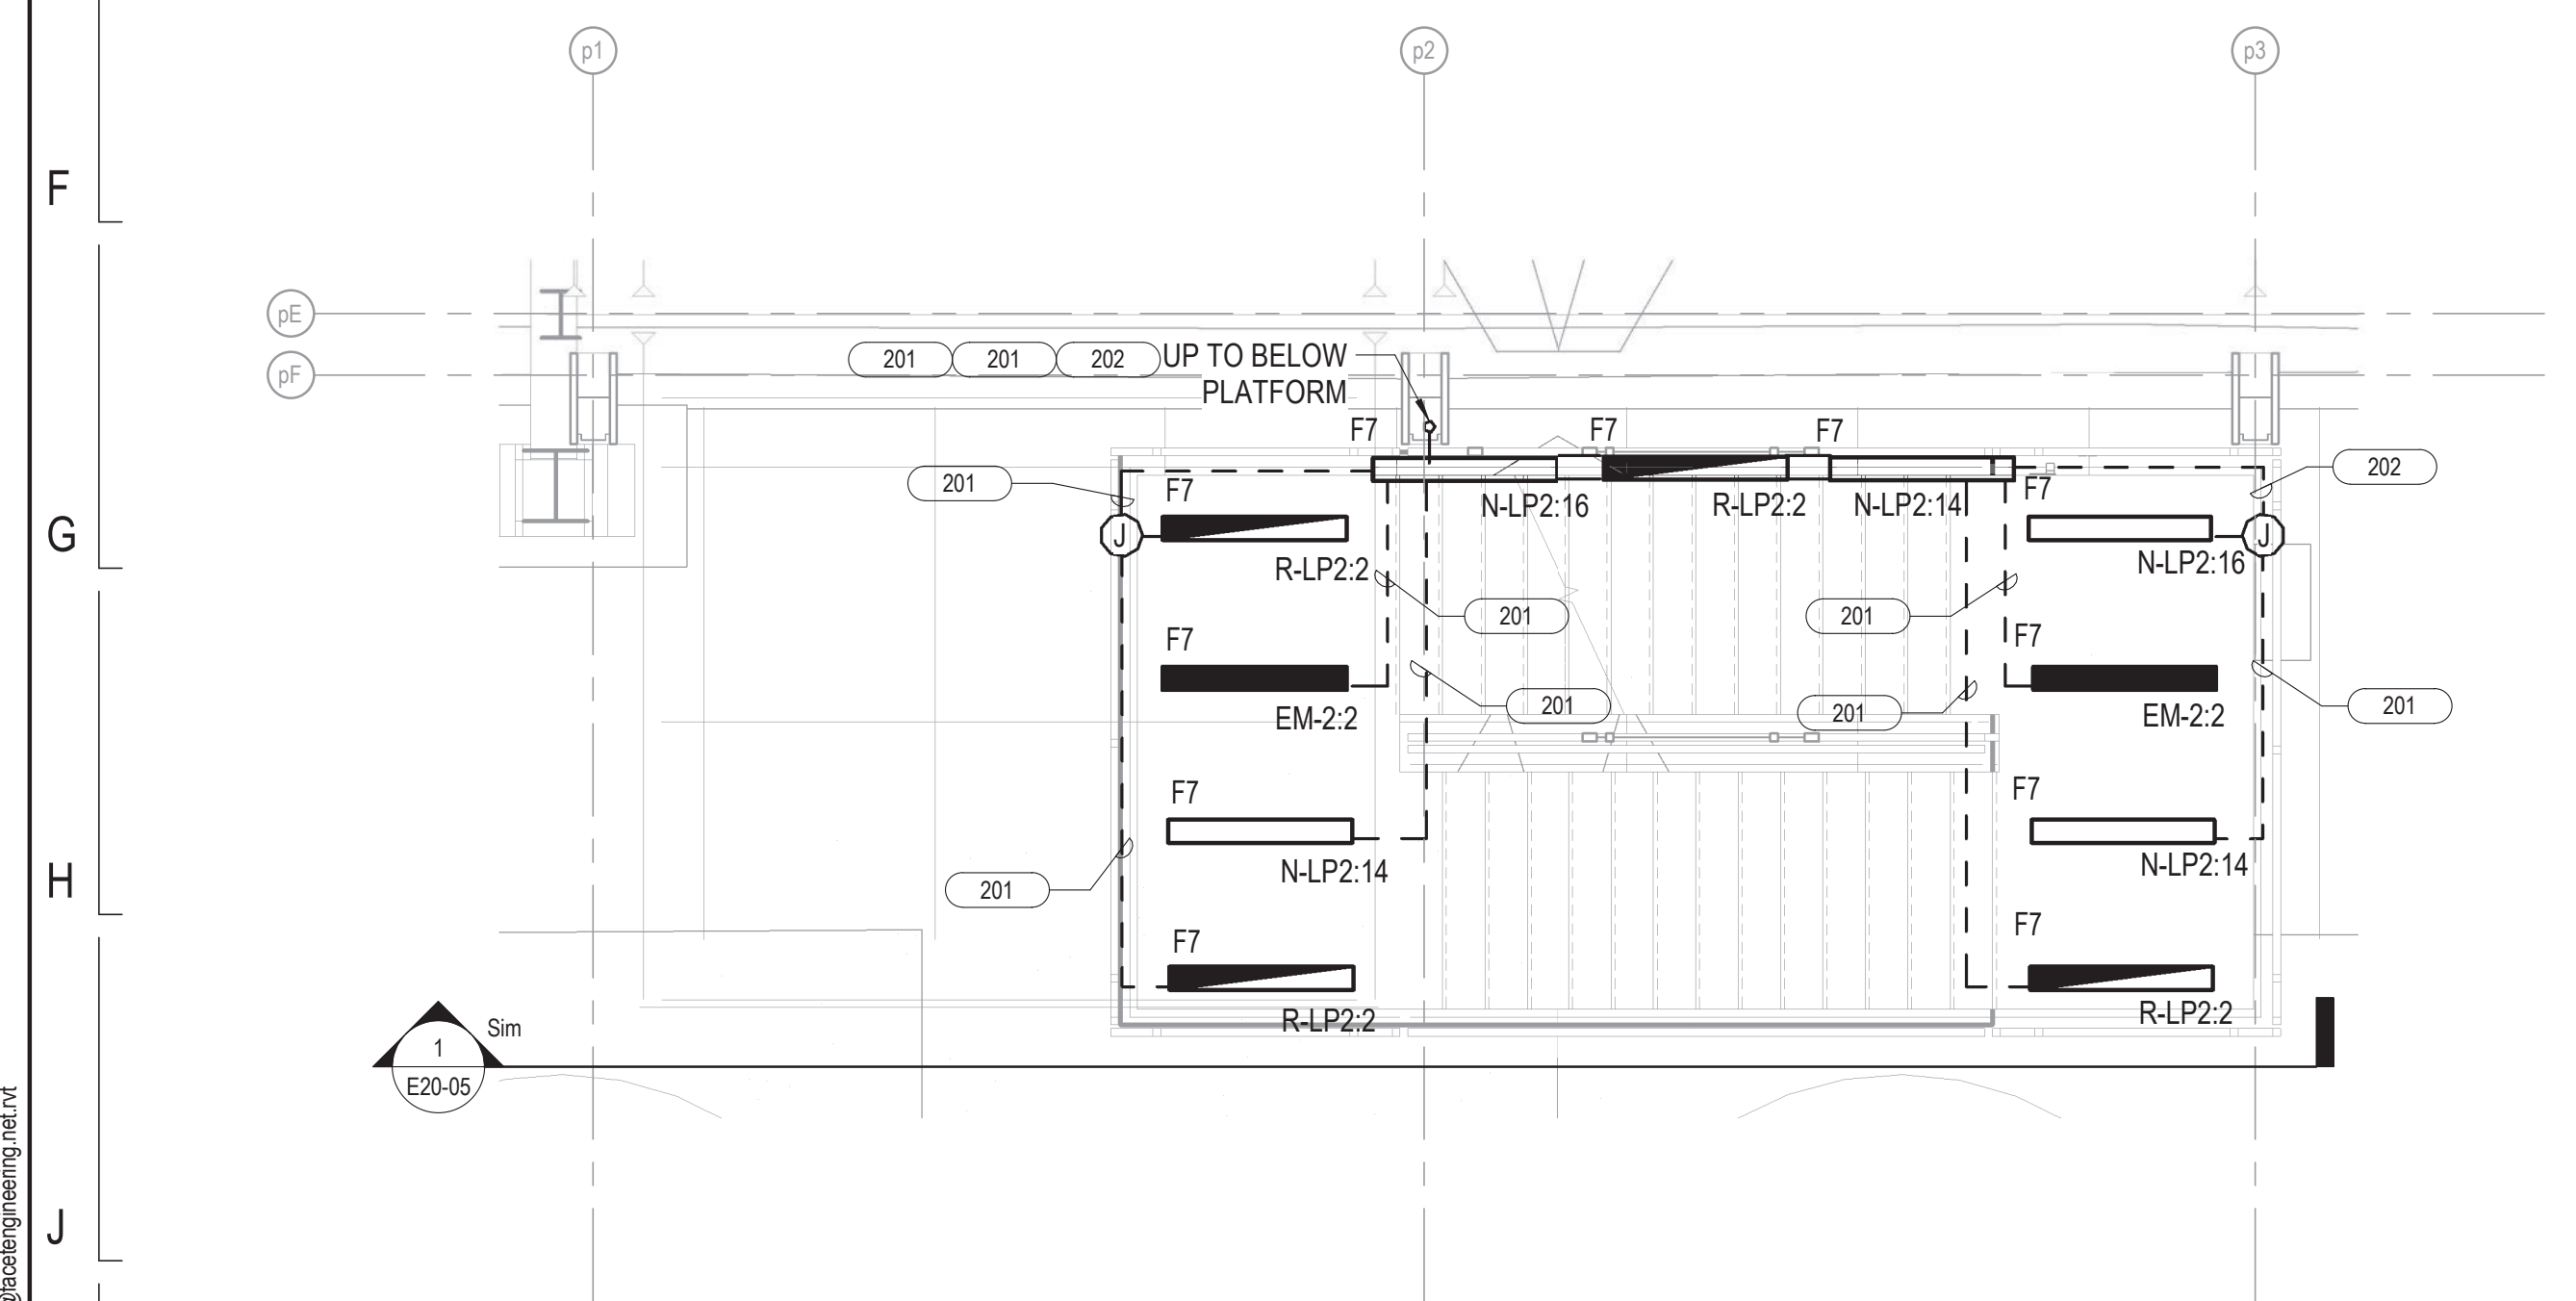 p1
p2
p3
F
pE
pF
201 201 202 UP TO BELOW
PLATFORM
F7
F7
F7
201
F7
F7
202
N-LP2:16
R-LP2:2
N-LP2:14
G
J
J
R-LP2:2
N-LP2:16
201
201
F7
F7
201
201
201
EM-2:2
EM-2:2
F7
F7
H
N-LP2:14
N-LP2:14
201
F7
F7
R-LP2:2
R-LP2:2
Sim
1
E20-05
J
@facetengineering.net.rvt